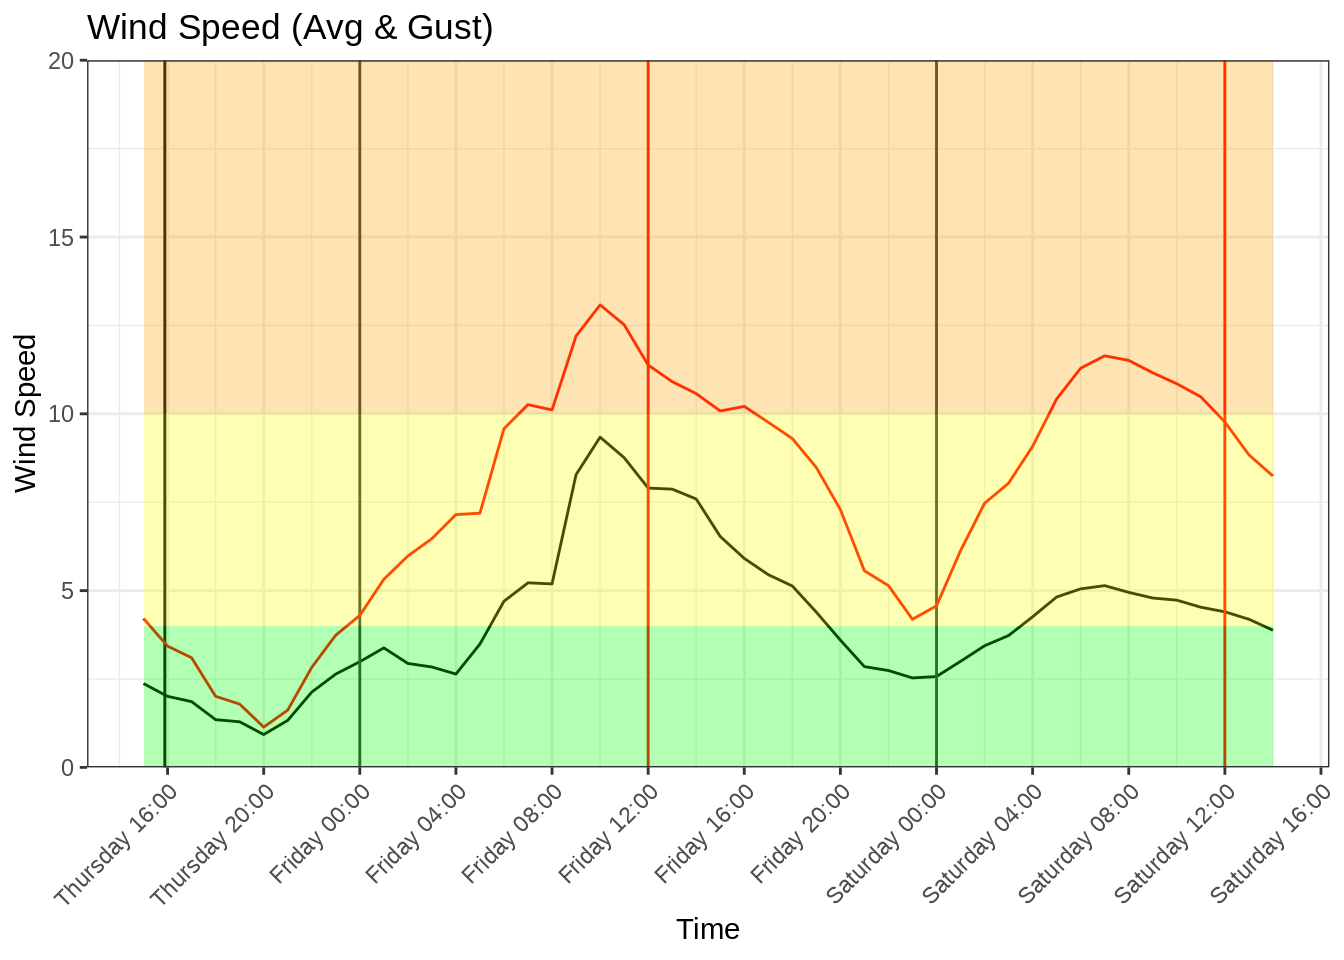 Wind Speed (Avg & Gust)
20
15
10
5
0
Wind Speed
Thursday 16:00
Thursday 20:00
Friday 00:00
Friday 04:00
Friday 08:00
Friday 12:00
Friday 16:00
Friday 20:00
Saturday 00:00
Saturday 04:00
Saturday 08:00
Saturday 12:00
Saturday 16:00
Time